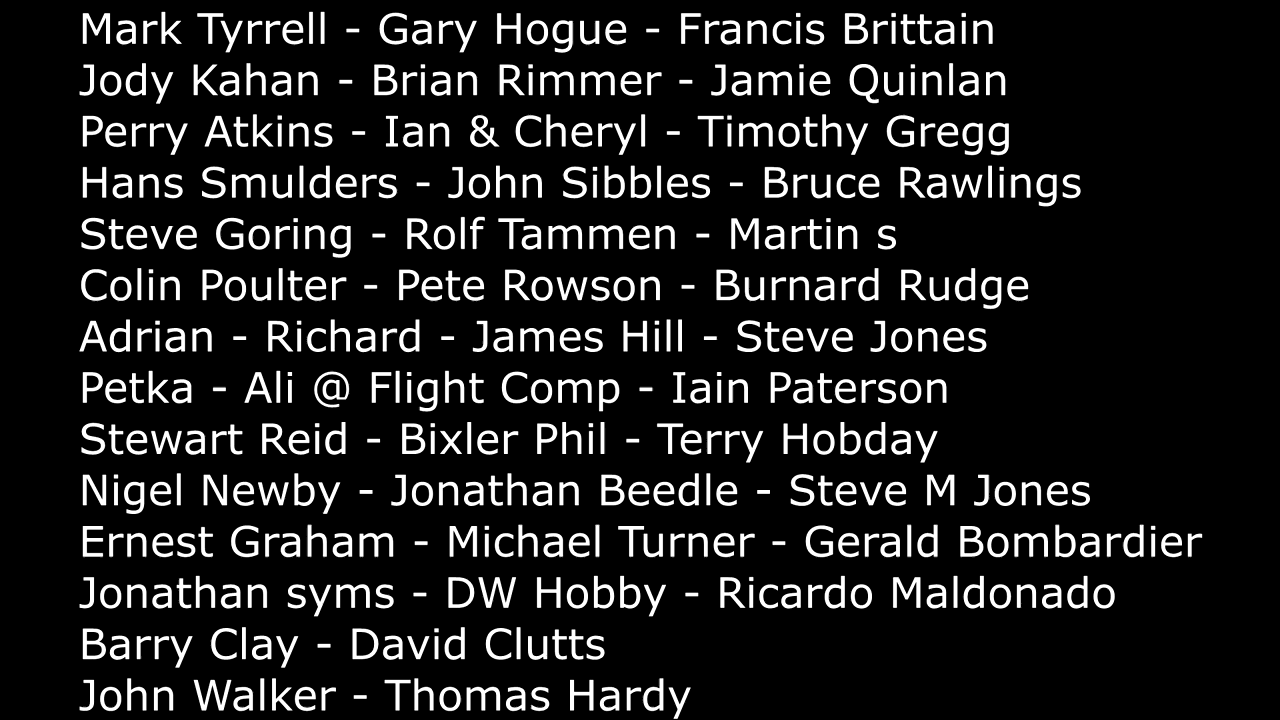 Mark Tyrrell - Gary Hogue - Francis Brittain
Jody Kahan - Brian Rimmer - Jamie Quinlan
Perry Atkins - Ian & Cheryl - Timothy Gregg
Hans Smulders - John Sibbles - Bruce Rawlings
Steve Goring - Rolf Tammen - Martin s
Colin Poulter - Pete Rowson - Burnard Rudge
Adrian - Richard - James Hill - Steve Jones
Petka - Ali @ Flight Comp - Iain Paterson
Stewart Reid - Bixler Phil - Terry Hobday
Nigel Newby - Jonathan Beedle - Steve M Jones
Ernest Graham - Michael Turner - Gerald Bombardier
Jonathan syms - DW Hobby - Ricardo Maldonado
Barry Clay - David Clutts
John Walker - Thomas Hardy